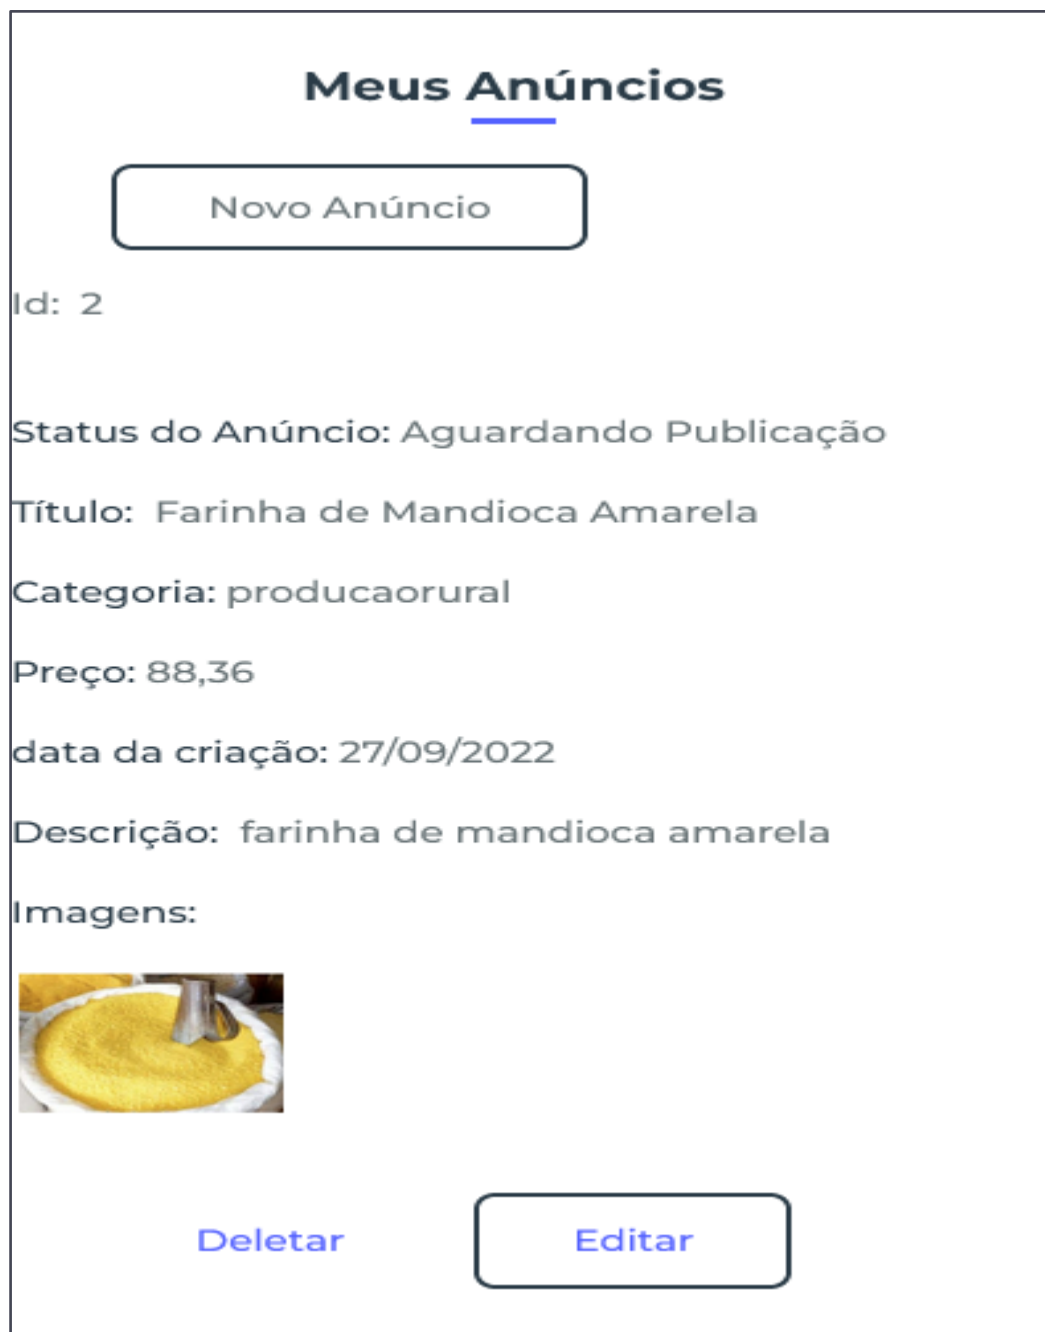 Meus Anúncios
Novo Anúncio
Id: 2
Status do Anúncio: Aguardando Publicação
Título: Farinha de Mandioca Amarela
Categoria: producaorural
Preço: 88,36
data da criação: 27/09/2022
Descrição: farinha de mandioca amarela
Imagens:
Deletar
Editar